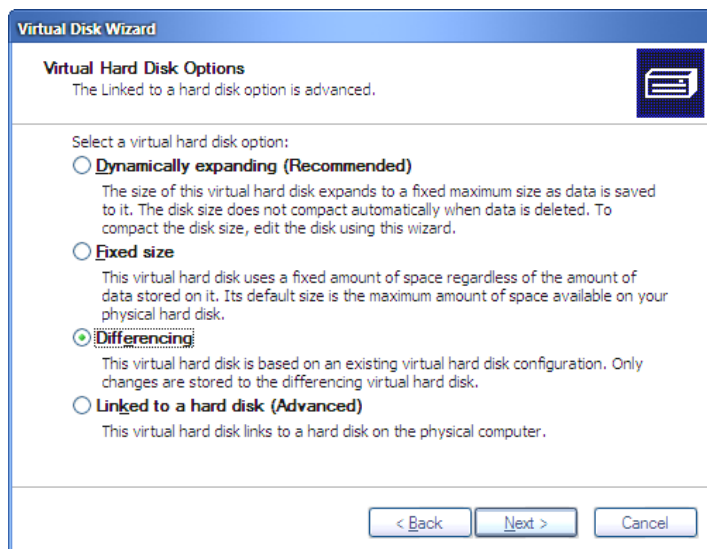 Virtual Disk Wizard
Virtual Hard Disk Options
The Linked to a hard disk option is advanced.
Select a virtual hard disk option:
Dynamically expanding (Recommended)
The size of this virtual hard disk expands to a fixed maximum size as data is saved
to it. The disk size does not compact automatically when data is deleted. To
compact the disk size, edit the disk using this wizard.
Fixed size
This virtual hard disk uses a fixed amount of space regardless of the amount of
data stored on it. Its default size is the maximum amount of space available on your
physical hard disk.
Differencing
This virtual hard disk is based on an existing virtual hard disk configuration. Only
changes are stored to the differencing virtual hard disk.
Linked to a hard disk (Advanced)
This virtual hard disk links to a hard disk on the physical computer.
< Back Next > Cancel